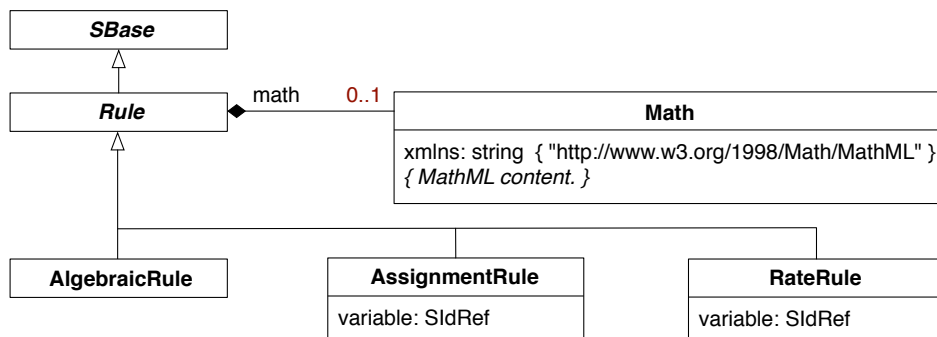 SBase
Rule
math 0..1
Math
xmlns: string { "http://www.w3.org/1998/Math/MathML" }
{ MathML content. }
AlgebraicRule
AssignmentRule
variable: SIdRef
RateRule
variable: SIdRef